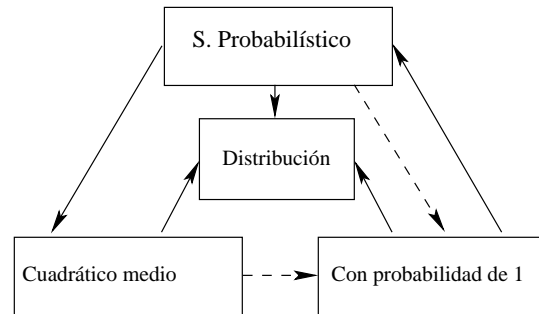 S. Probabilístico
Distribución
Cuadrático medio
Con probabilidad de 1